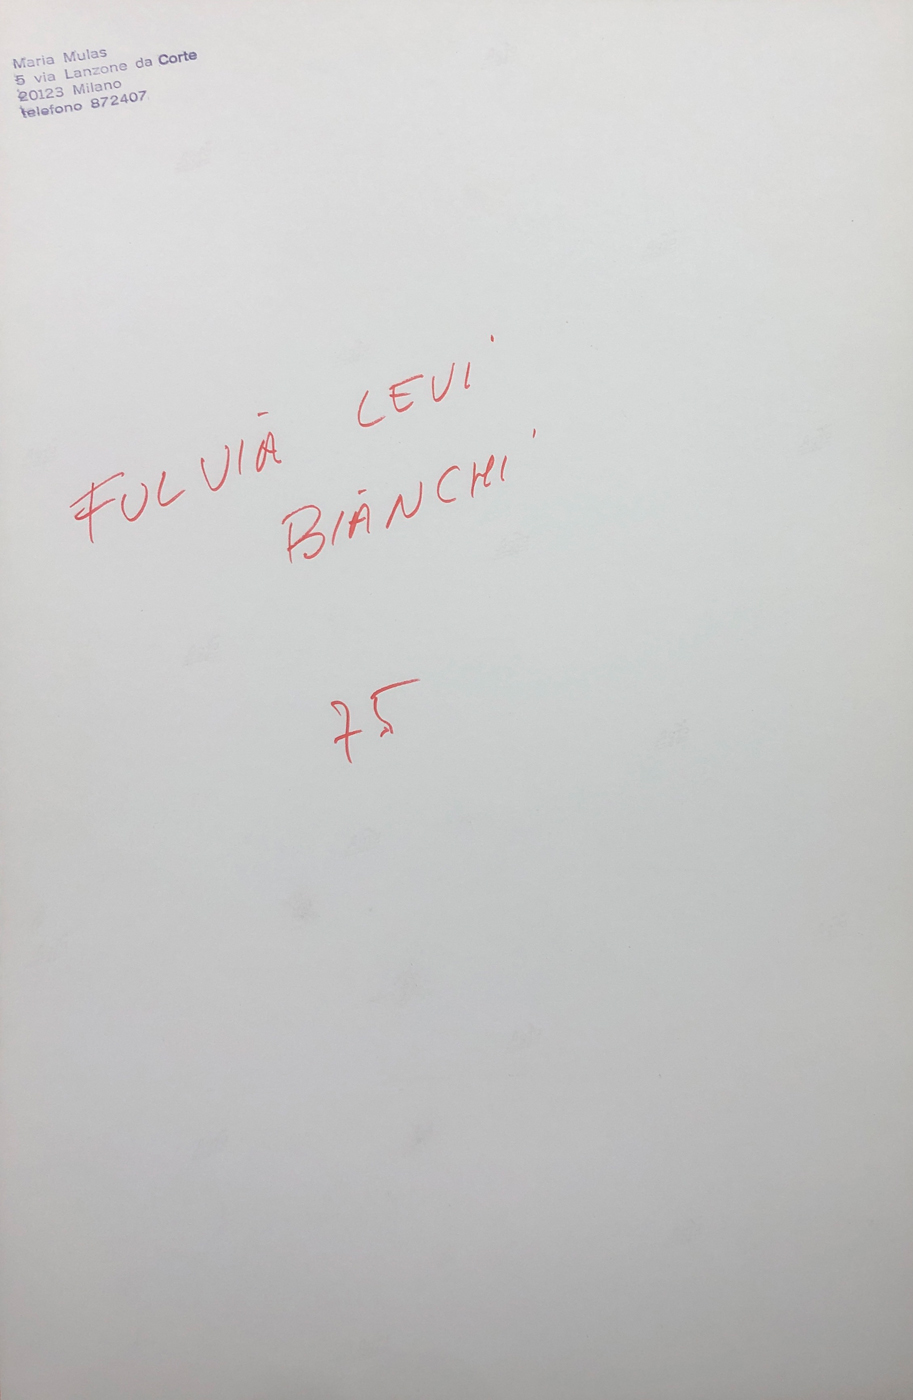 Maria Mulas
5 via Lanzone da Corte
20123 Milano
telefono 872407
FULVIA LEVI
BIANCHI
75